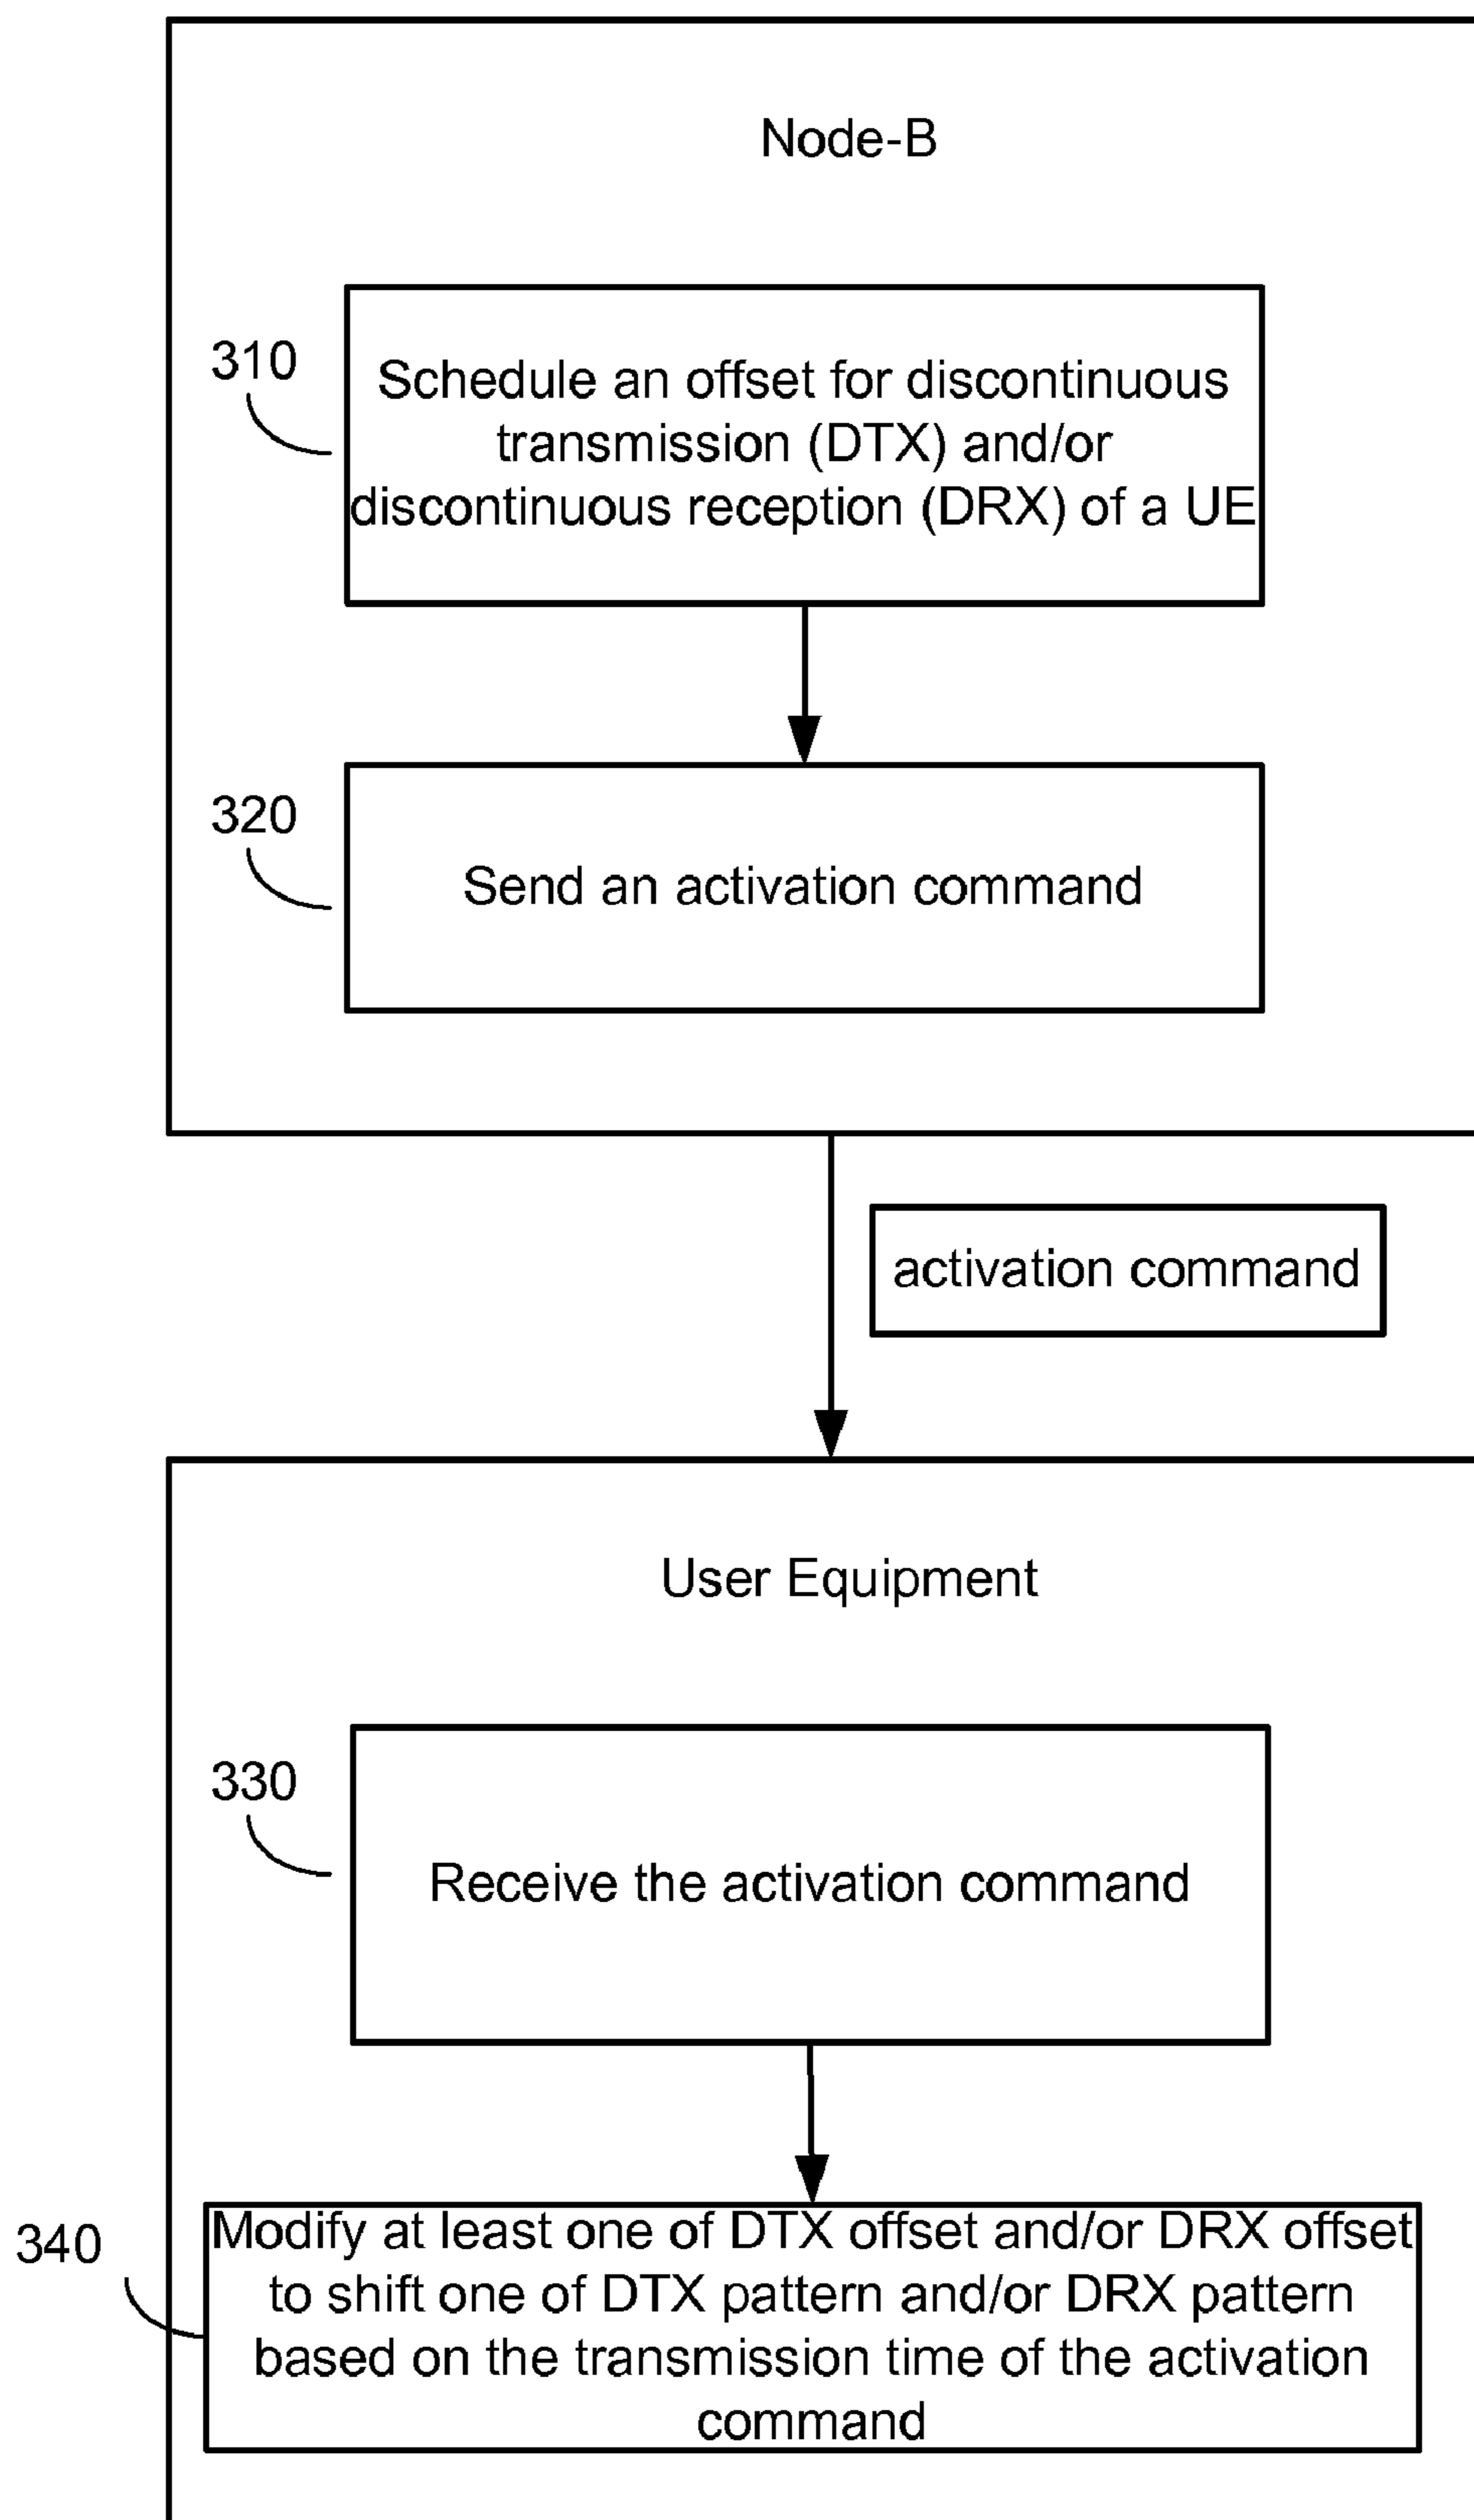 Node-B
310
Schedule an offset for discontinuous
transmission (DTX) and/or
discontinuous reception (DRX) of a UE
320
Send an activation command
activation command
User Equipment
330
Receive the activation command
340
Modify at least one of DTX offset and/or DRX offset
to shift one of DTX pattern and/or DRX pattern
based on the transmission time of the activation
command